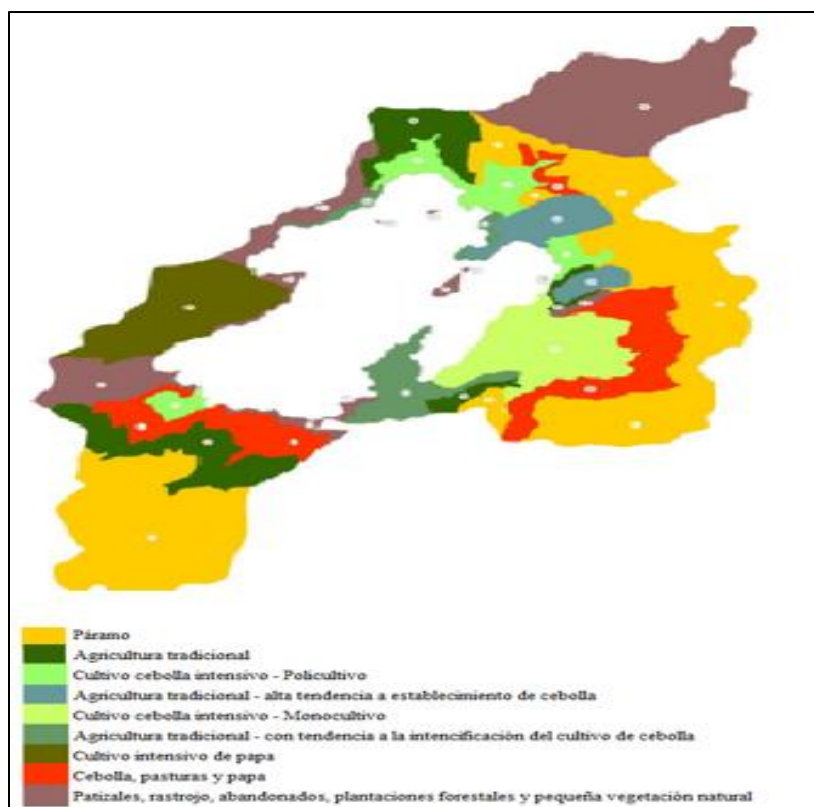 Páramo
Agricultura tradicional
Cultivo cebolla intensivo - Policultivo
Agricultura tradicional - alta tendencia a establecimiento de cebolla
Cultivo cebolla intensivo - Monocultivo
Agricultura tradicional - con tendencia a la intencificación del cultivo de cebolla
Cultivo intensivo de papa
Cebolla, pasturas y papa
Patizales, rastrojo, abandonados, plantaciones forestales y pequeña vegetación natural